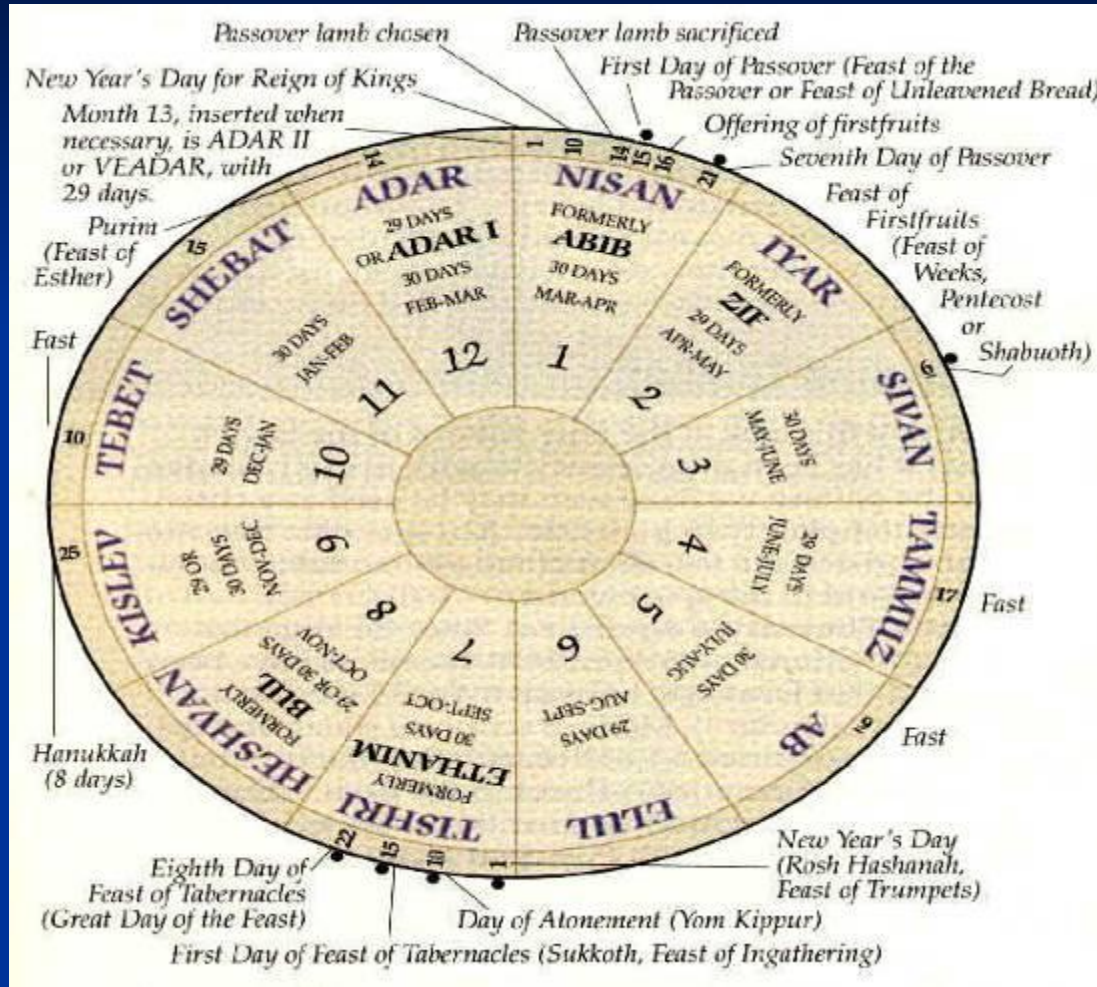 Passover lamb chosen
Passover lamb sacrificed
New Year's Day for Reign of Kings
First Day of Passover (Feast of the
Passover or Feast of Unleavened Bread)
Month 13, inserted when
necessary, is ADAR II
or VEADAR, with
29 days.
Offering of firstfruits
Seventh Day of Passover
Purim
(Feast of
Esther)
Feast of
Firstfruits
(Feast of
Weeks,
Pentecost
or
Shabuoth)
1
10
14
15
16
21
NISAN
FORMERLY
ABIB
30 DAYS
MAR-APR
1
IYAR
FORMERLY
ZIF
29 DAYS
APR-MAY
2
6
SIVAN
30 DAYS
MAY-JUNE
3
17
TAMMUZ
29 DAYS
JUNE-JULY
4
Fast
AB
30 DAYS
JULY-AUG
5
Fast
ELUL
29 DAYS
AUG-SEPT
6
New Year's Day
(Rosh Hashanah,
Feast of Trumpets)
1
10
15
22
TISHRI
FORMERLY
ETHANIM
30 DAYS
SEPT-OCT
7
Day of Atonement (Yom Kippur)
First Day of Feast of Tabernacles (Sukkoth, Feast of Ingathering)
Eighth Day of
Feast of Tabernacles
(Great Day of the Feast)
HESHVAN
FORMERLY
BUL
29 OR 30 DAYS
OCT-NOV
8
25
KISLEV
29 OR
30 DAYS
NOV-DEC
9
Hanukkah
(8 days)
10
TEBET
29 DAYS
DEC-JAN
10
Fast
15
SHEBAT
30 DAYS
JAN-FEB
11
14
ADAR
29 DAYS
OR ADAR I
30 DAYS
FEB-MAR
12